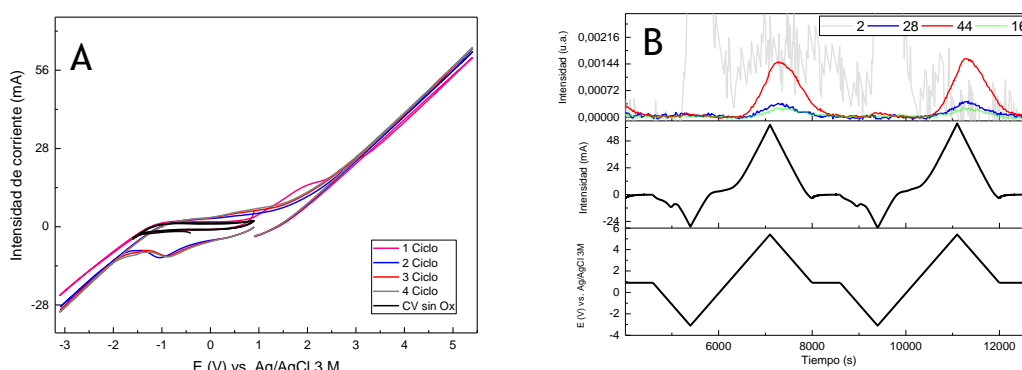 A
Intensidad de corriente (mA)
56
28
0
-28
-3 -2 -1 0 1 2 3 4 5
E (V) vs. Ag/AgCl 3 M
1 Ciclo
2 Ciclo
3 Ciclo
4 Ciclo
CV sin Ox
B
2 28 44 16
Intensidad (u.a.)
0,00216
0,00144
0,00072
0,00000
Intensidad (mA)
48
24
0
-24
E (V) vs. Ag/AgCl 3M
6
4
2
0
-2
-4
6000 8000 10000 12000
Tiempo (s)